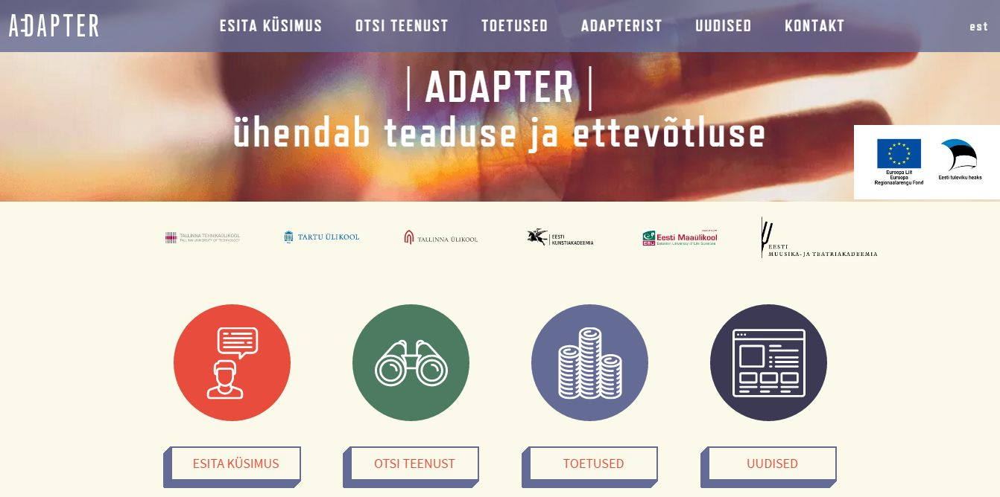 ADAPTER
ESITA KÜSIMUS
OTSI TEENUST
TOETUSED
ADAPTERIST
UUDISED
KONTAKT
est
| ADAPTER |
ühendab teaduse ja ettevõtluse
Euroopa Liit
Euroopa
Regionaalarengu Fond
Eesti tuleviku heaks
TALLINNA TEHNIKAÜLIKOOL
TALLINN UNIVERSITY OF TECHNOLOGY
TARTU ÜLIKOOL
TALLINNA ÜLIKOOL
EESTI
KUNSTIAKADEEMIA
EMÜ
Eesti Maaülikool
Estonian University of Life Sciences
EESTI
MUUSIKA- JA TEATRIAKADEEMIA
ESITA KÜSIMUS
OTSI TEENUST
TOETUSED
UUDISED